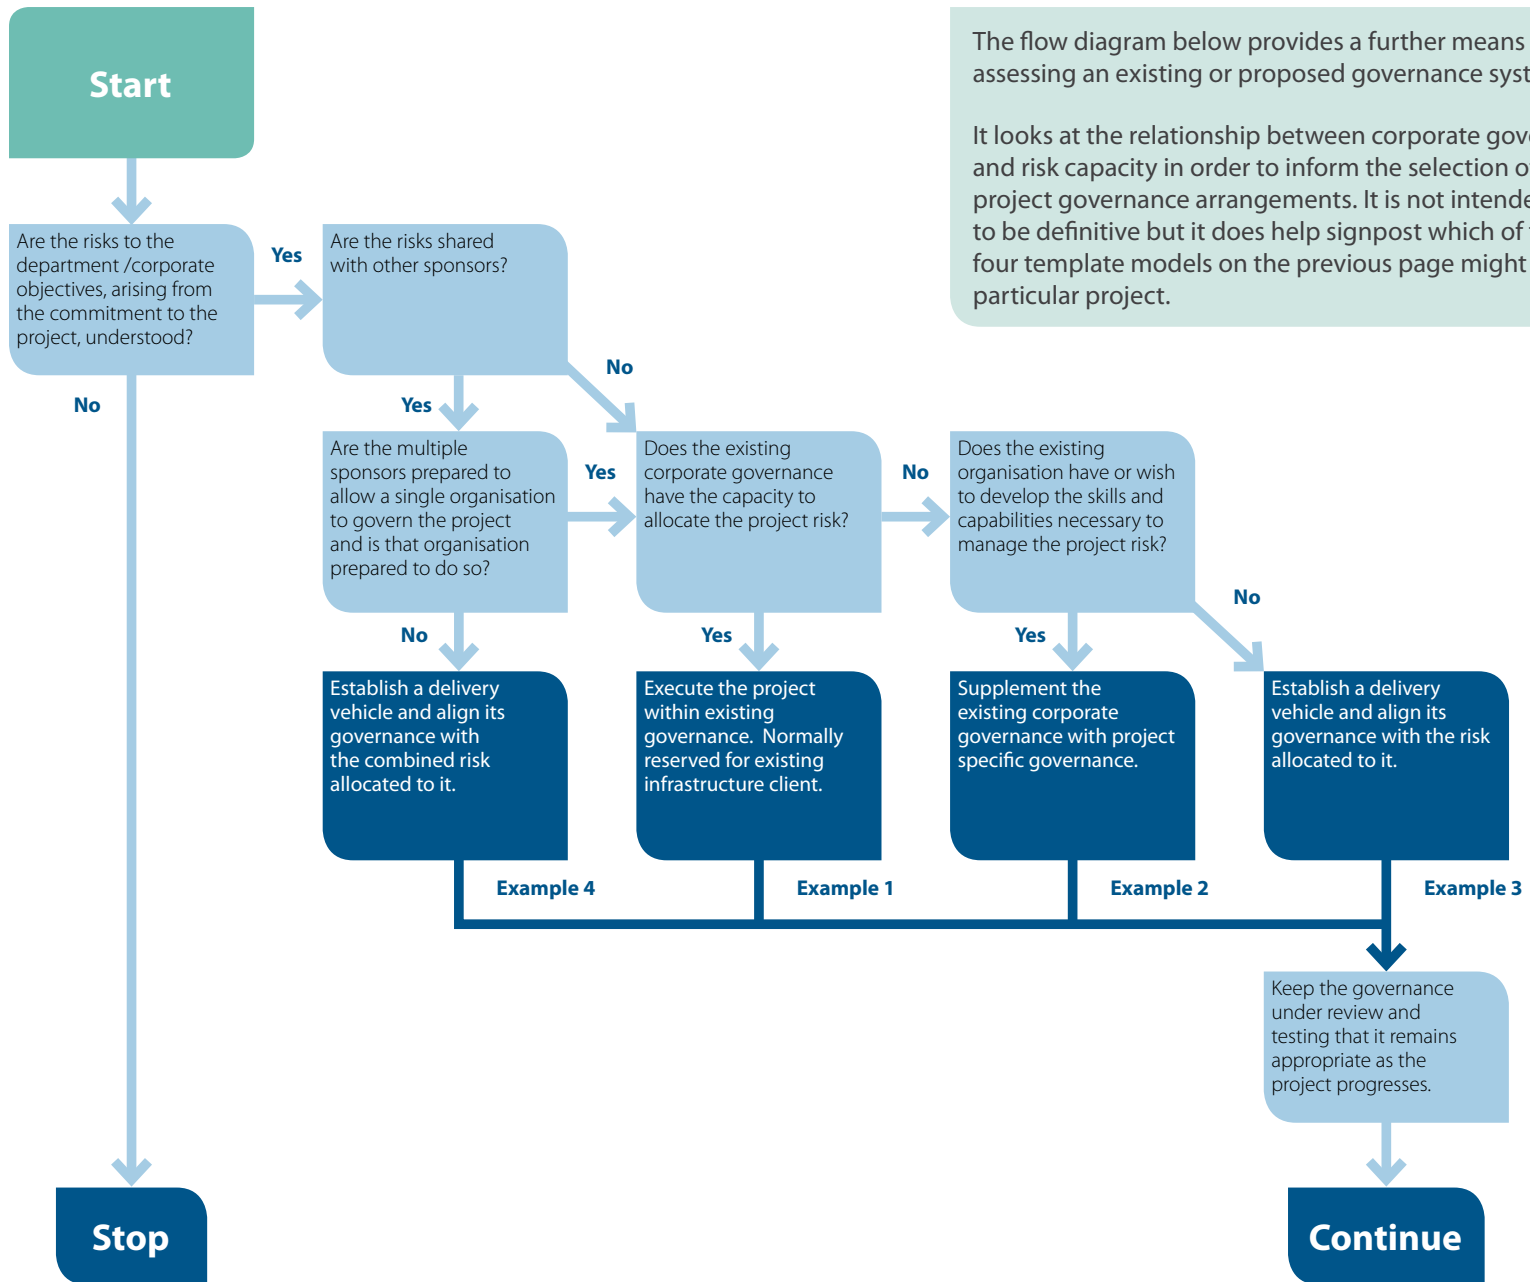 Start
The flow diagram below provides a further means
assessing an existing or proposed governance syst
It looks at the relationship between corporate gove
and risk capacity in order to inform the selection o
project governance arrangements. It is not intende
to be definitive but it does help signpost which of
four template models on the previous page might
particular project.
Are the risks to the
department /corporate
objectives, arising from
the commitment to the
project, understood?
Yes
Are the risks shared
with other sponsors?
No
No
Yes
Are the multiple
sponsors prepared to
allow a single organisation
to govern the project
and is that organisation
prepared to do so?
Yes
Does the existing
corporate governance
have the capacity to
allocate the project risk?
No
Does the existing
organisation have or wish
to develop the skills and
capabilities necessary to
manage the project risk?
No
No
Yes
Yes
Establish a delivery
vehicle and align its
governance with
the combined risk
allocated to it.
Execute the project
within existing
governance. Normally
reserved for existing
infrastructure client.
Supplement the
existing corporate
governance with project
specific governance.
Establish a delivery
vehicle and align its
governance with the risk
allocated to it.
Example 4
Example 1
Example 2
Example 3
Keep the governance
under review and
testing that it remains
appropriate as the
project progresses.
Stop
Continue